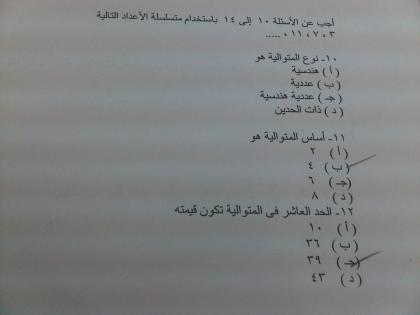 أجب عن الأسئلة ١٠ إلى ١٤ باستخدام متسلسلة الأعداد التالية
٣ ، ٧ ، ١١ ، .....
١٠- نوع المتوالية هو
(أ) هندسية
(ب) عددية
(جـ) عددية هندسية
(د) ذات الحدين
١١- أساس المتوالية هو
(أ) ٢
(ب) ٤
(جـ) ٦
(د) ٨
١٢- الحد العاشر في المتوالية تكون قيمته
(أ) ١٠
(ب) ٣٦
(جـ) ٣٩
(د) ٤٣